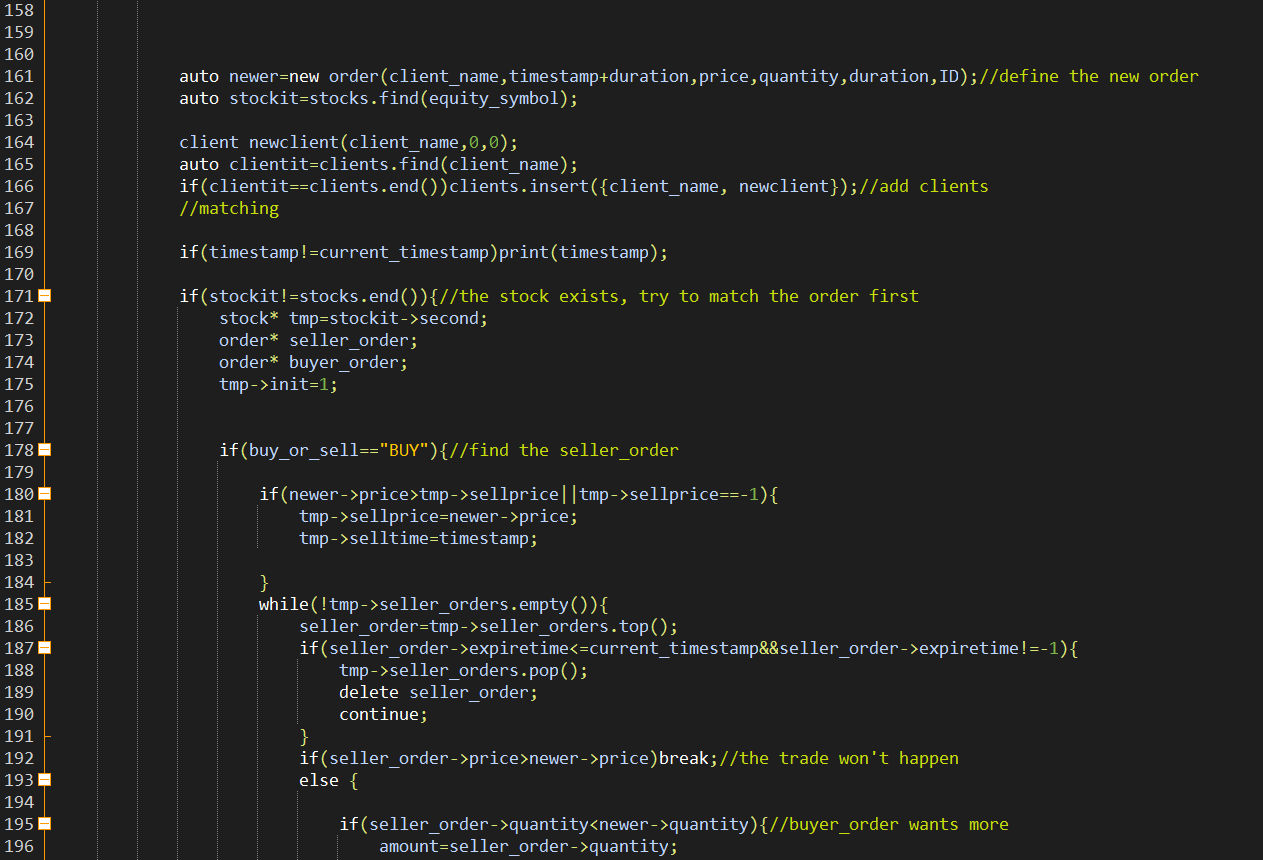 158
159
160
161 auto newer=new order(client_name,timestamp+duration,price,quantity,duration,ID);//define the new order
162 auto stockit=stocks.find(equity_symbol);
163
164 client newclient(client_name,0,0);
165 auto clientit=clients.find(client_name);
166 if(clientit==clients.end())clients.insert({client_name, newclient});//add clients
167 //matching
168
169 if(timestamp!=current_timestamp)print(timestamp);
170
171 if(stockit!=stocks.end()){//the stock exists, try to match the order first
172 stock* tmp=stockit->second;
173 order* seller_order;
174 order* buyer_order;
175 tmp->init=1;
176
177
178 if(buy_or_sell=="BUY"){//find the seller_order
179
180 if(newer->price>tmp->sellprice||tmp->sellprice==-1){
181 tmp->sellprice=newer->price;
182 tmp->selltime=timestamp;
183
184 }
185 while(!tmp->seller_orders.empty()){
186 seller_order=tmp->seller_orders.top();
187 if(seller_order->expiretime<=current_timestamp&&seller_order->expiretime!=-1){
188 tmp->seller_orders.pop();
189 delete seller_order;
190 continue;
191 }
192 if(seller_order->price>newer->price)break;//the trade won't happen
193 else {
194
195 if(seller_order->quantity<newer->quantity){//buyer_order wants more
196 amount=seller_order->quantity;